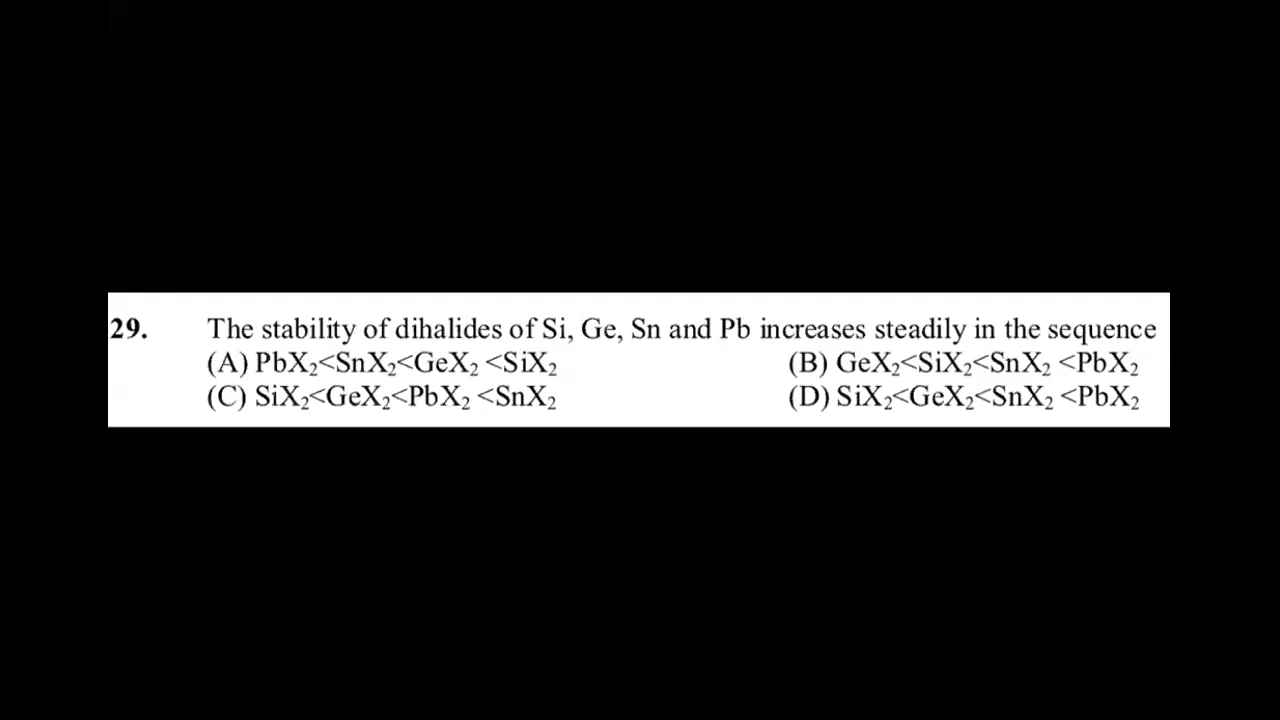 29. The stability of dihalides of Si, Ge, Sn and Pb increases steadily in the sequence
(A) PbX₂<SnX₂<GeX₂ <SiX₂ (B) GeX₂<SiX₂<SnX₂ <PbX₂
(C) SiX₂<GeX₂<PbX₂ <SnX₂ (D) SiX₂<GeX₂<SnX₂ <PbX₂